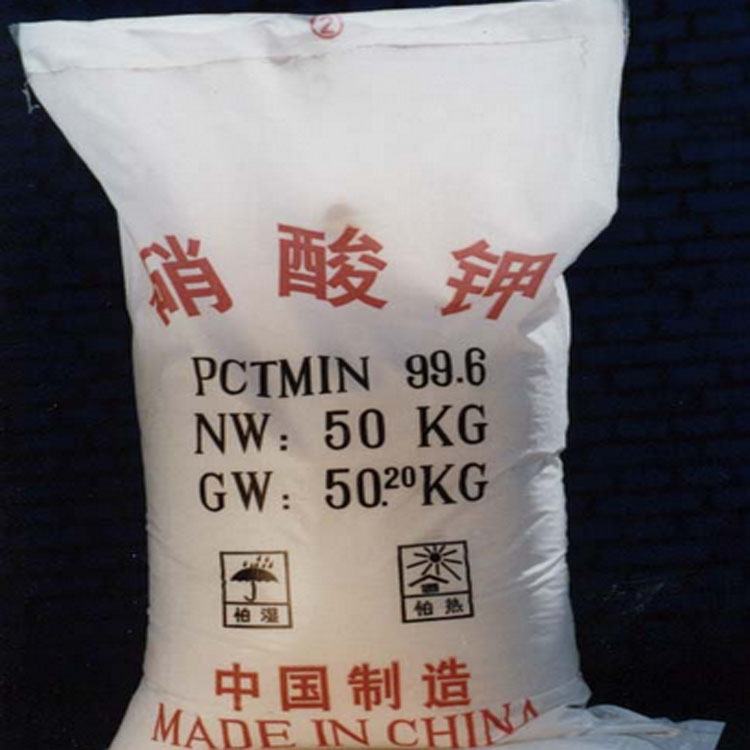 ②
硝酸钾
PCTMIN 99.6
NW: 50 KG
GW: 50.20KG
怕湿 怕热
中国制造
MADE IN CHINA